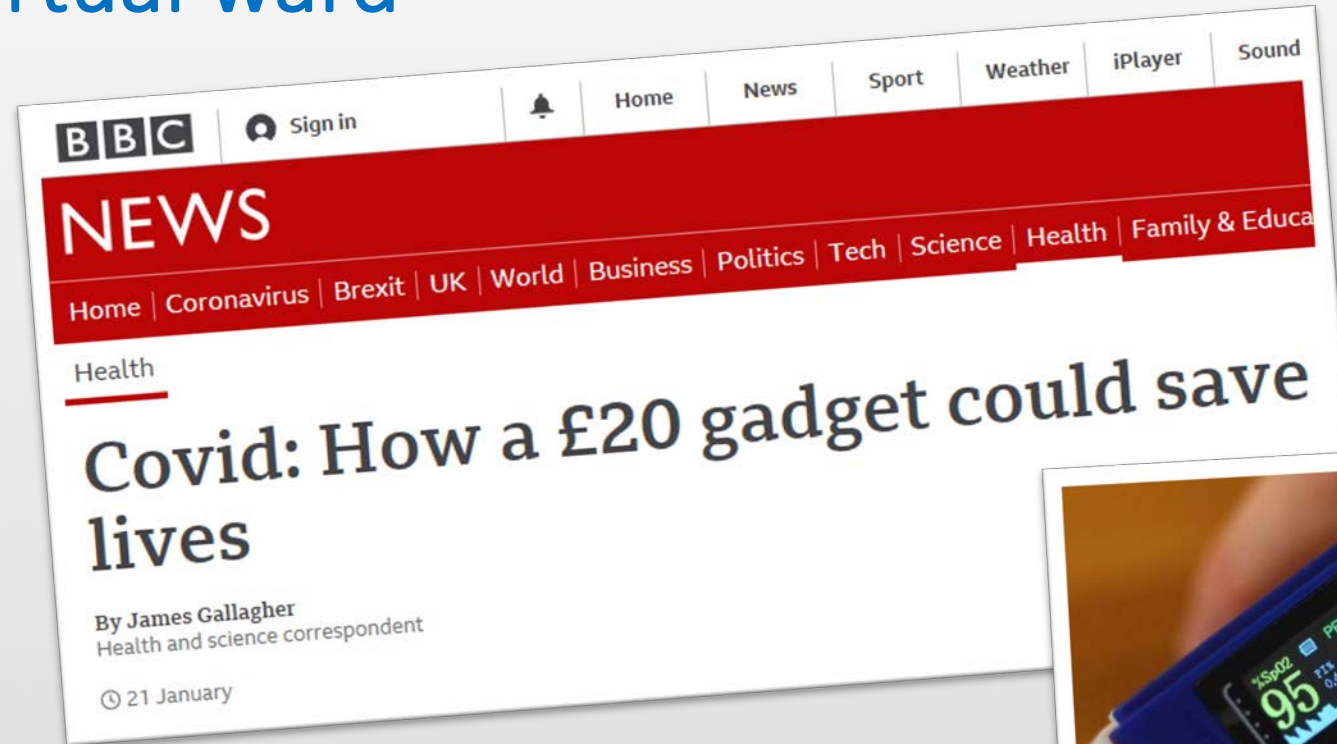 ward
BBC Sign in Home News Sport Weather iPlayer Sound
NEWS
Home | Coronavirus | Brexit | UK | World | Business | Politics | Tech | Science | Health | Family &
Health
Covid: How a £20 gadget could save
lives
By James Gallagher
Health and science correspondent
21 January
%SpO2
95